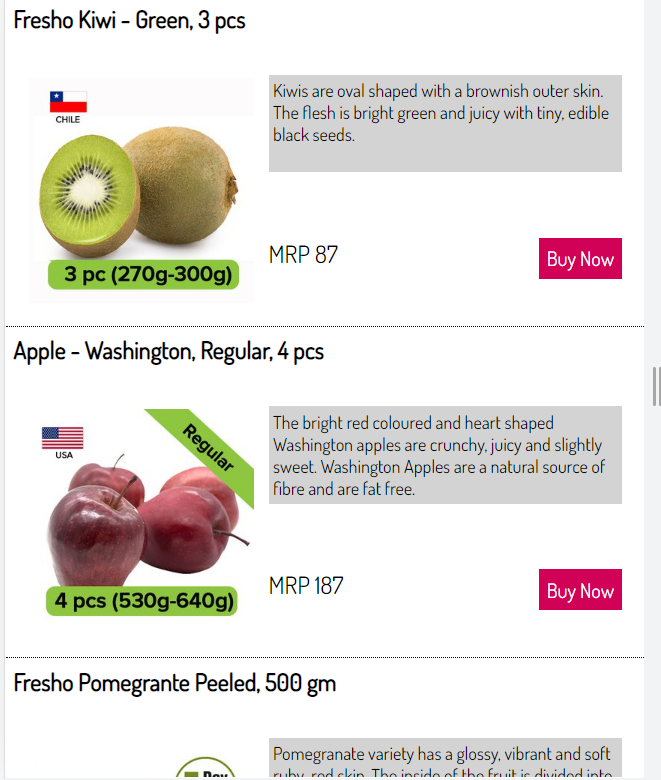 Fresho Kiwi - Green, 3 pcs
CHILE
3 pc (270g-300g)
Kiwis are oval shaped with a brownish outer skin.
The flesh is bright green and juicy with tiny, edible
black seeds.
MRP 87
Buy Now
Apple - Washington, Regular, 4 pcs
USA
Regular
4 pcs (530g-640g)
The bright red coloured and heart shaped
Washington apples are crunchy, juicy and slightly
sweet. Washington Apples are a natural source of
fibre and are fat free.
MRP 187
Buy Now
Fresho Pomegrante Peeled, 500 gm
Pomegranate variety has a glossy, vibrant and soft
ruby-red skin. The inside of the fruit is divided into